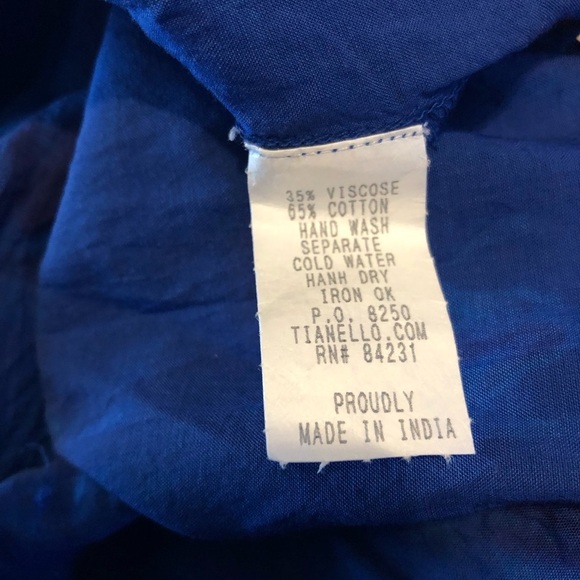 35% VISCOSE
65% COTTON
HAND WASH
SEPARATE
COLD WATER
HANH DRY
IRON OK
P.O. 8250
TIANELLO.COM
RN# 84231
PROUDLY
MADE IN INDIA